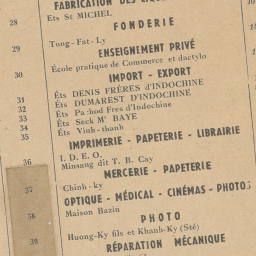 FABRICATION DES
28
Ets St MICHEL
FONDERIE
29
Tong-Fat-Ly
ENSEIGNEMENT PRIVÉ
30
École pratique de Commerce et dactylo
IMPORT - EXPORT
31 Éts DENIS FRÈRES d'INDOCHINE
32 Éts DUMAREST D'INDOCHINE
33 Éts Pa:hod Fres d'Indochine
34 Éts Seck Mr BAYE
35 Éts Vinh-thanh
IMPRIMERIE - PAPETERIE - LIBRAIRIE
I. D. E. O.
36 Minsang dit T. B. Cay
MERCERIE - PAPETERIE
37 Chinh-ky
OPTIQUE - MÉDICAL - CINÉMAS - PHOTOS
38 Maison Bazin
PHOTO
39 Huong-Ky fils et Khanh-Ky (Sté)
RÉPARATION MÉCANIQUE